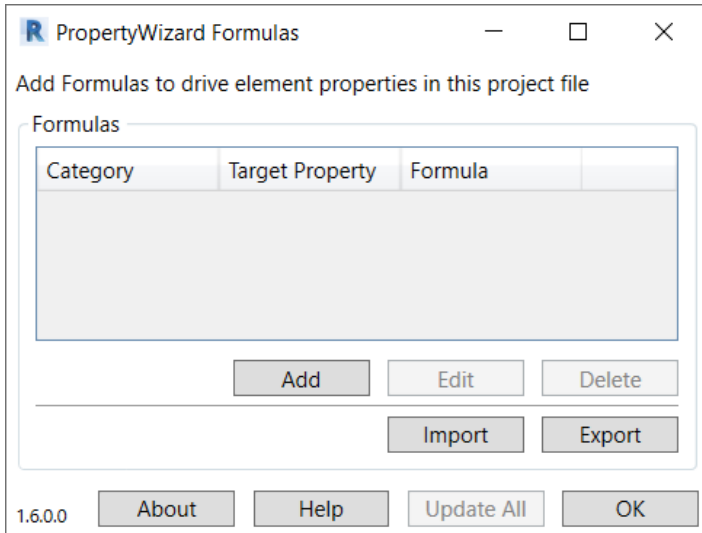 R PropertyWizard Formulas
Add Formulas to drive element properties in this project file
Formulas
Category Target Property Formula
Add Edit Delete
Import Export
1.6.0.0 About Help Update All OK